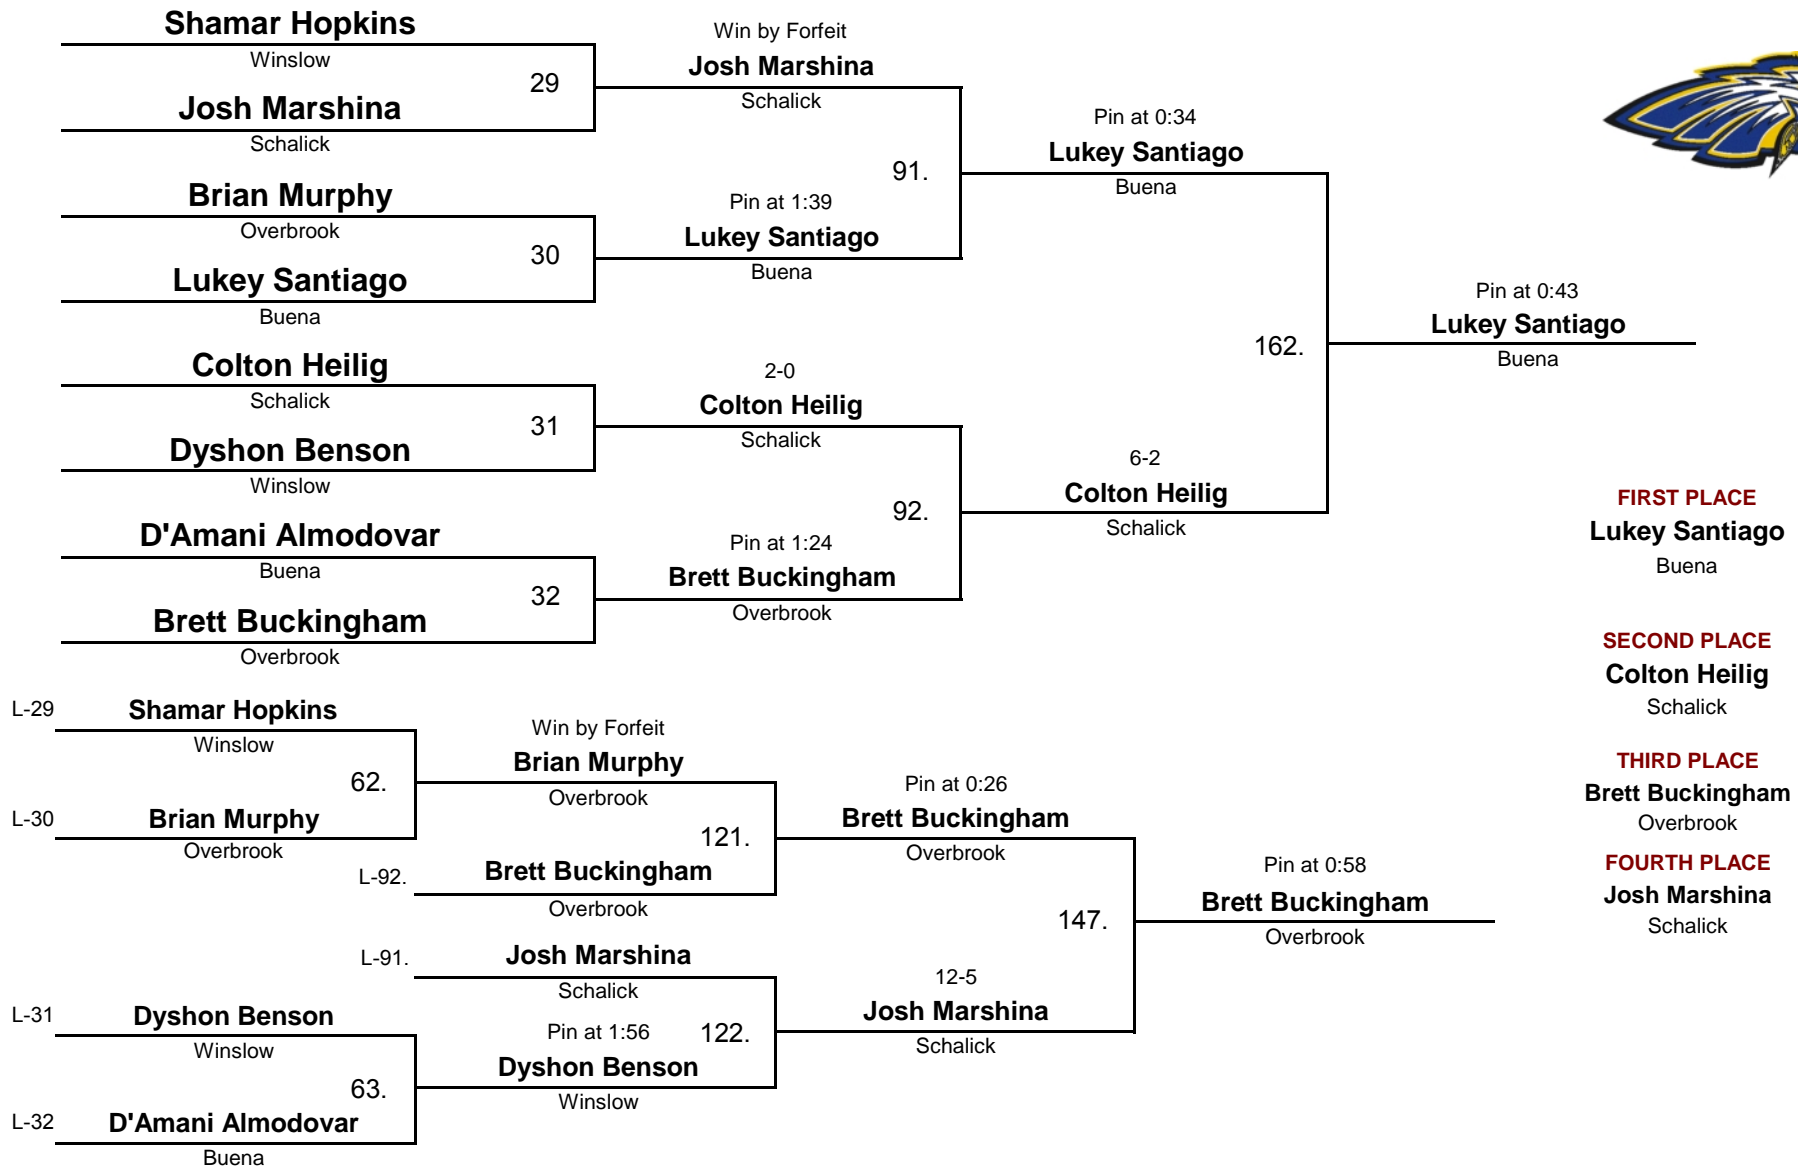 Shamar Hopkins
Winslow
29
Josh Marshina
Schalick
Brian Murphy
Overbrook
30
Lukey Santiago
Buena
Colton Heilig
Schalick
31
Dyshon Benson
Winslow
D'Amani Almodovar
Buena
32
Brett Buckingham
Overbrook
Win by Forfeit
Josh Marshina
Schalick
91.
Pin at 1:39
Lukey Santiago
Buena
2-0
Colton Heilig
Schalick
92.
Pin at 1:24
Brett Buckingham
Overbrook
Pin at 0:34
Lukey Santiago
Buena
162.
6-2
Colton Heilig
Schalick
Pin at 0:43
Lukey Santiago
Buena
FIRST PLACE
Lukey Santiago
Buena
SECOND PLACE
Colton Heilig
Schalick
THIRD PLACE
Brett Buckingham
Overbrook
FOURTH PLACE
Josh Marshina
Schalick
L-29
Shamar Hopkins
Winslow
62.
L-30
Brian Murphy
Overbrook
Win by Forfeit
Brian Murphy
Overbrook
121.
L-92.
Brett Buckingham
Overbrook
L-91.
Josh Marshina
Schalick
122.
Pin at 1:56
Dyshon Benson
Winslow
L-31
Dyshon Benson
Winslow
63.
L-32
D'Amani Almodovar
Buena
Pin at 0:26
Brett Buckingham
Overbrook
147.
12-5
Josh Marshina
Schalick
Pin at 0:58
Brett Buckingham
Overbrook